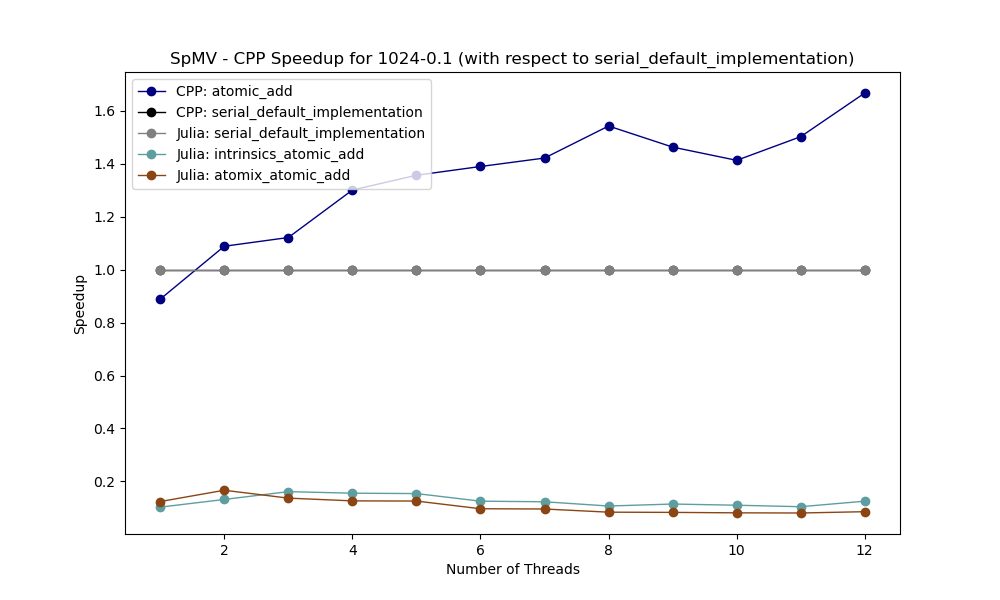 SpMV - CPP Speedup for 1024-0.1 (with respect to serial_default_implementation)
CPP: atomic_add
CPP: serial_default_implementation
Julia: serial_default_implementation
Julia: intrinsics_atomic_add
Julia: atomix_atomic_add
1.6
1.4
1.2
1.0
0.8
0.6
0.4
0.2
Speedup
2 4 6 8 10 12
Number of Threads